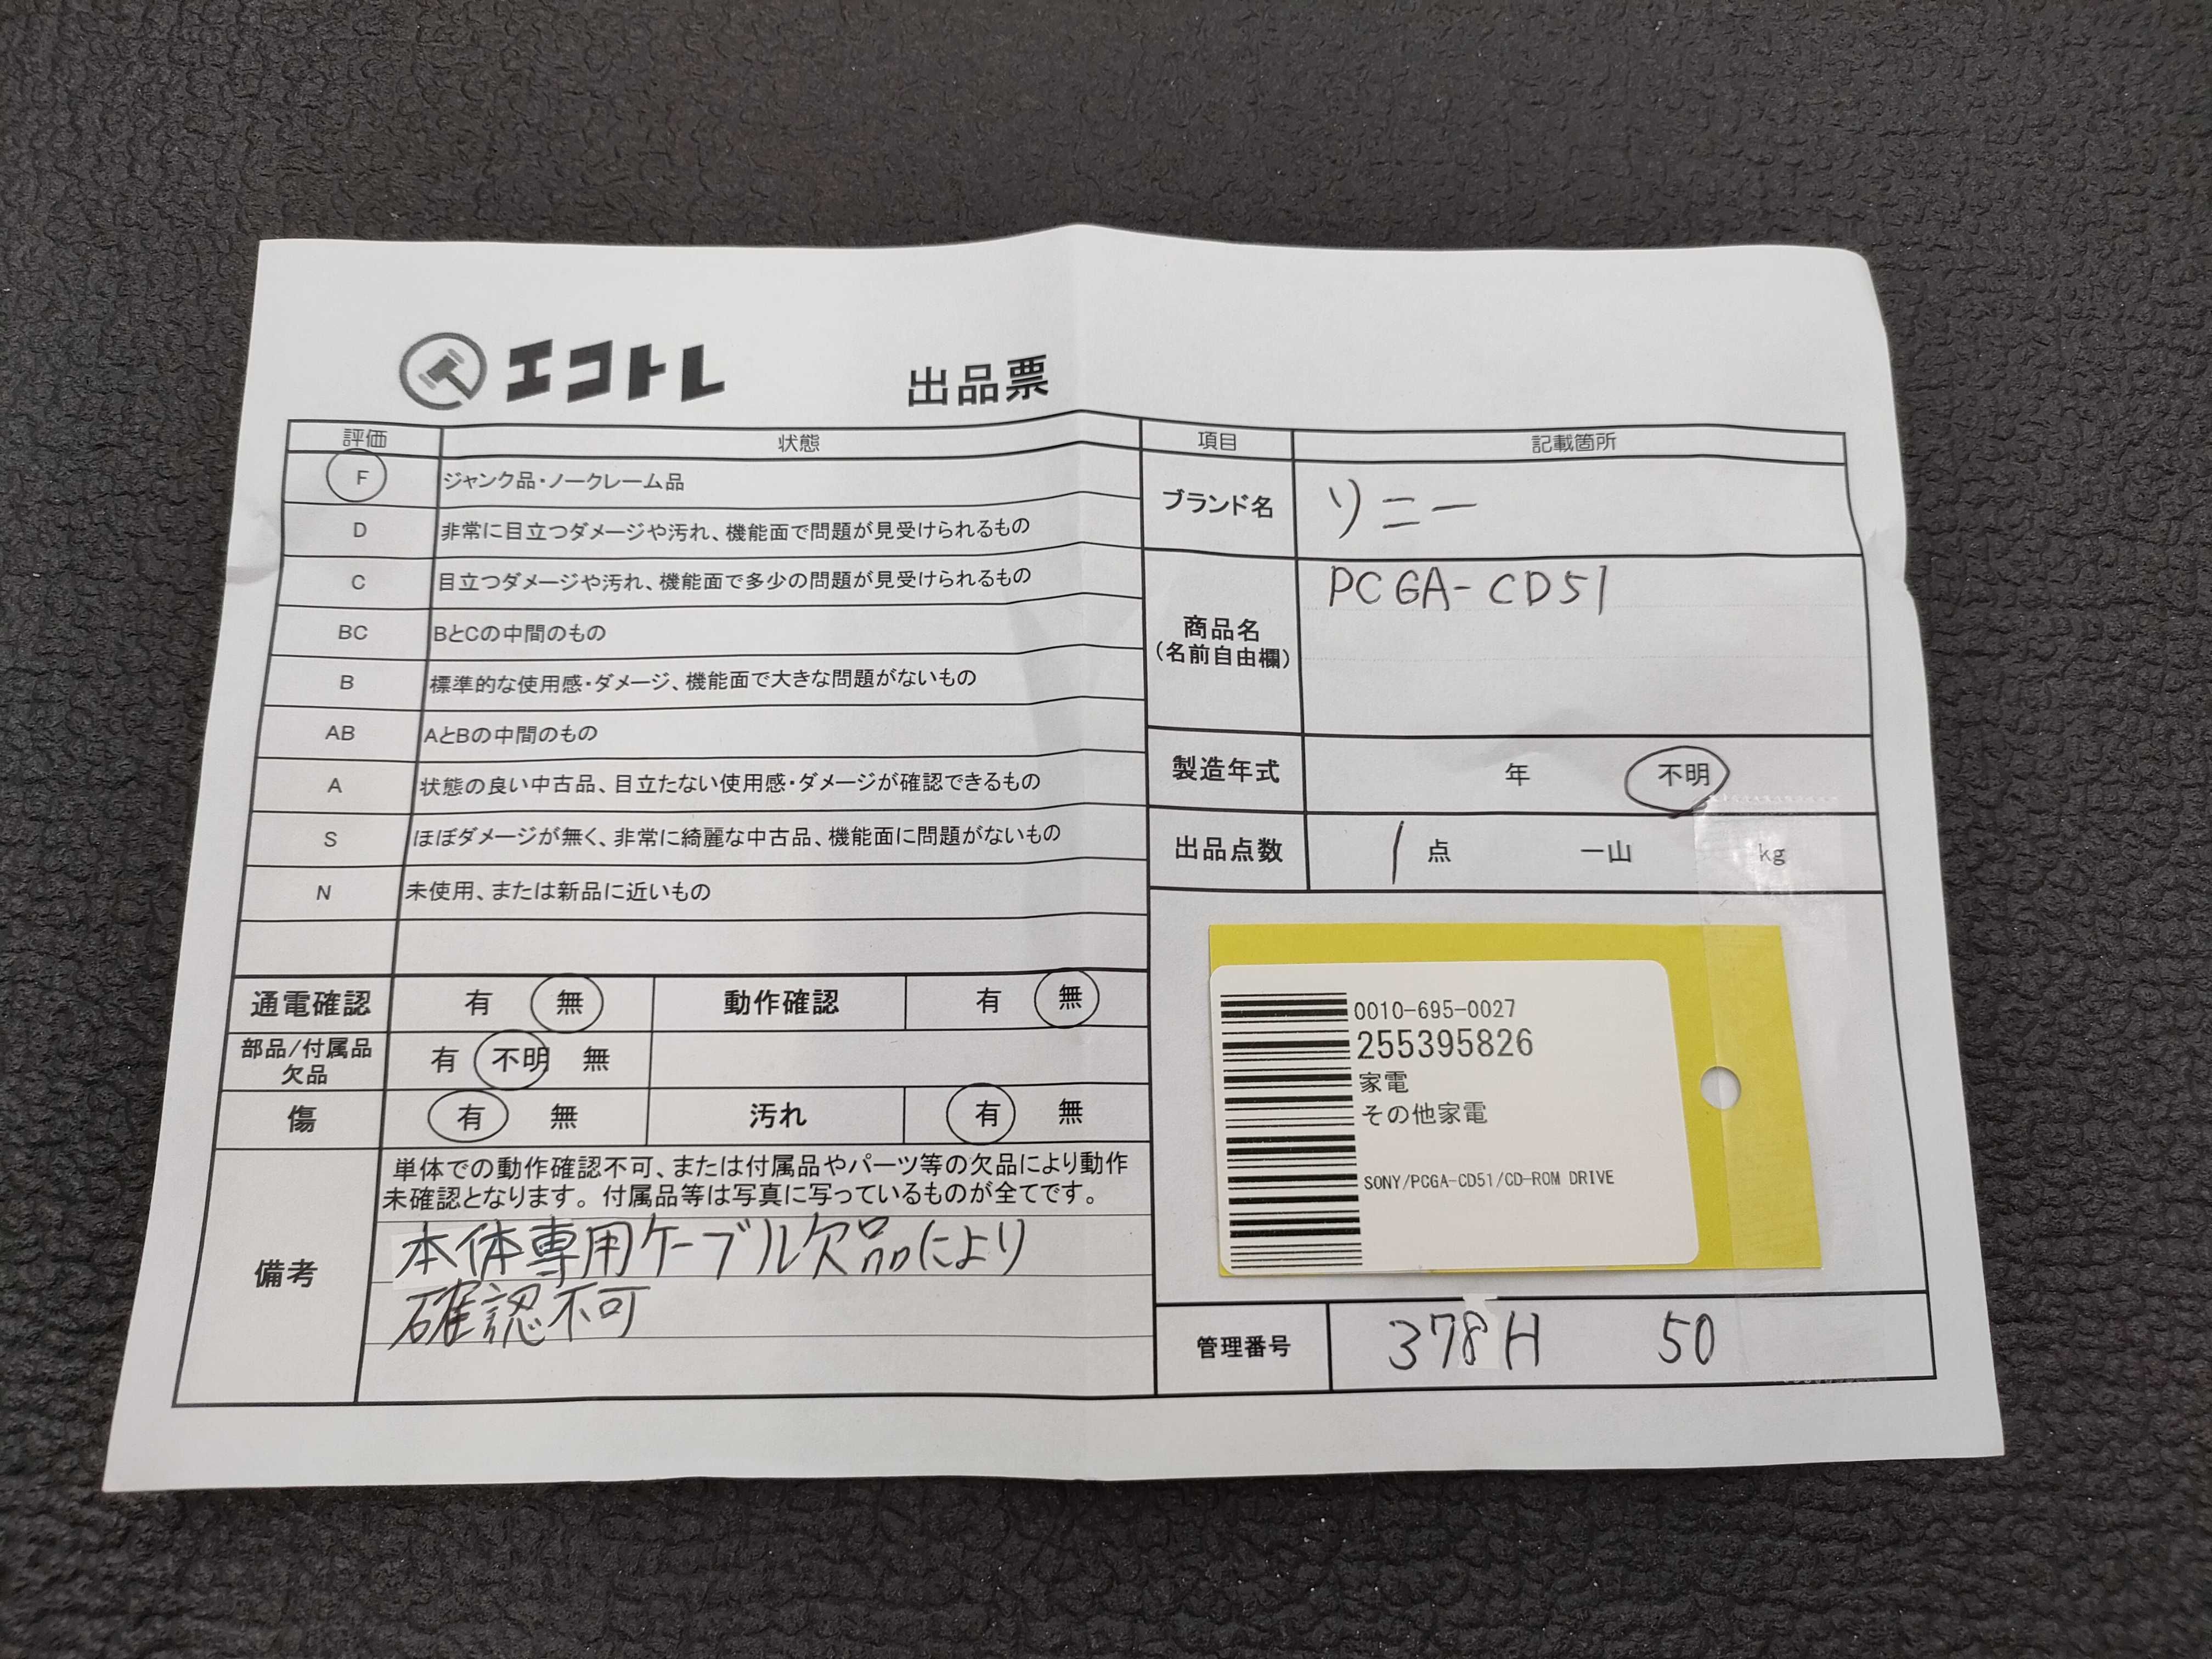 エコトレ
出品票
評価 状態
F ジャンク品・ノークレーム品
D 非常に目立つダメージや汚れ、機能面で問題が見受けられるもの
C 目立つダメージや汚れ、機能面で多少の問題が見受けられるもの
BC BとCの中間のもの
B 標準的な使用感・ダメージ、機能面で大きな問題がないもの
AB AとBの中間のもの
A 状態の良い中古品、目立たない使用感・ダメージが確認できるもの
S ほぼダメージが無く、非常に綺麗な中古品、機能面に問題がないもの
N 未使用、または新品に近いもの
通電確認 有 無 動作確認 有 無
部品/付属品
欠品
有 不明 無
傷 有 無 汚れ 有 無
備考
単体での動作確認不可、または付属品やパーツ等の欠品により動作
未確認となります。付属品等は写真に写っているものが全てです。
本体専用ケーブル欠品により
確認不可
項目 記載箇所
ブランド名 ソニー
商品名
(名前自由欄)
PCGA-CD51
製造年式 年 不明
出品点数 1 点 一山 kg
0010-695-0027
255395826
家電
その他家電
SONY/PCGA-CD51/CD-ROM DRIVE
管理番号 378H 50